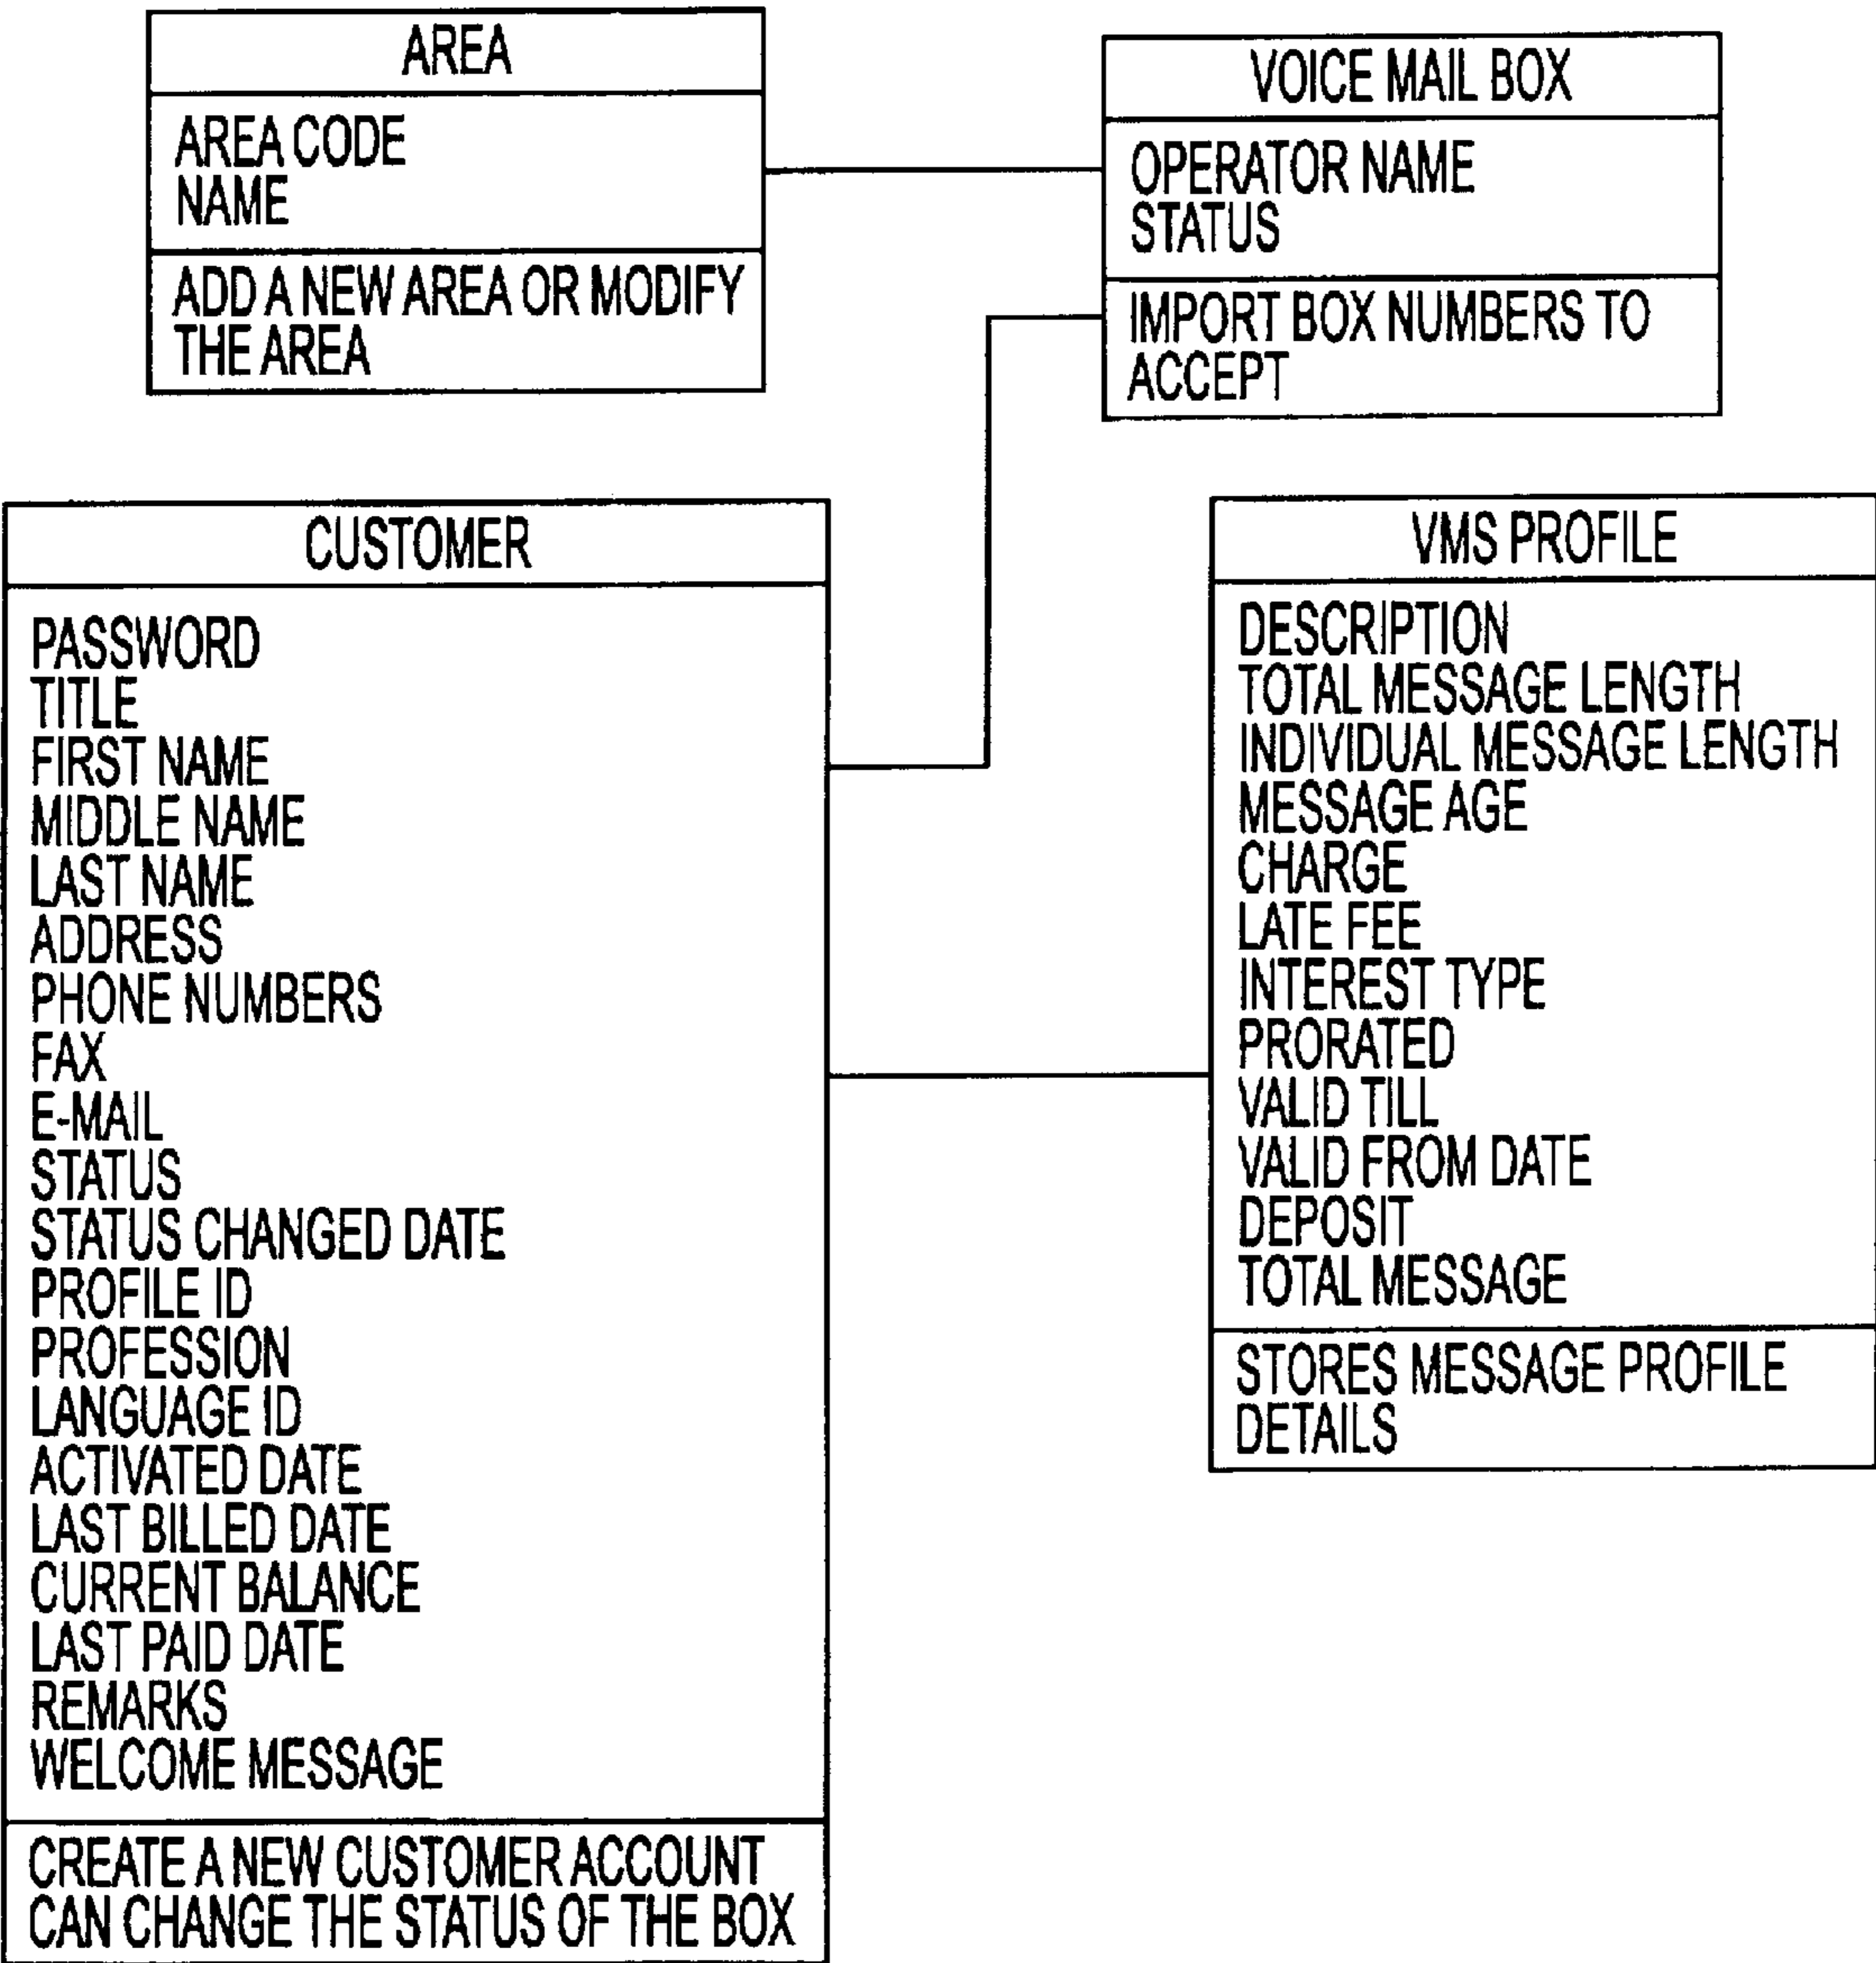 AREA
AREA CODE
NAME
ADD A NEW AREA OR MODIFY
THE AREA
VOICE MAIL BOX
OPERATOR NAME
STATUS
IMPORT BOX NUMBERS TO
ACCEPT
CUSTOMER
PASSWORD
TITLE
FIRST NAME
MIDDLE NAME
LAST NAME
ADDRESS
PHONE NUMBERS
FAX
E-MAIL
STATUS
STATUS CHANGED DATE
PROFILE ID
PROFESSION
LANGUAGE ID
ACTIVATED DATE
LAST BILLED DATE
CURRENT BALANCE
LAST PAID DATE
REMARKS
WELCOME MESSAGE
CREATE A NEW CUSTOMER ACCOUNT
CAN CHANGE THE STATUS OF THE BOX
VMS PROFILE
DESCRIPTION
TOTAL MESSAGE LENGTH
INDIVIDUAL MESSAGE LENGTH
MESSAGE AGE
CHARGE
LATE FEE
INTEREST TYPE
PRORATED
VALID TILL
VALID FROM DATE
DEPOSIT
TOTAL MESSAGE
STORES MESSAGE PROFILE
DETAILS